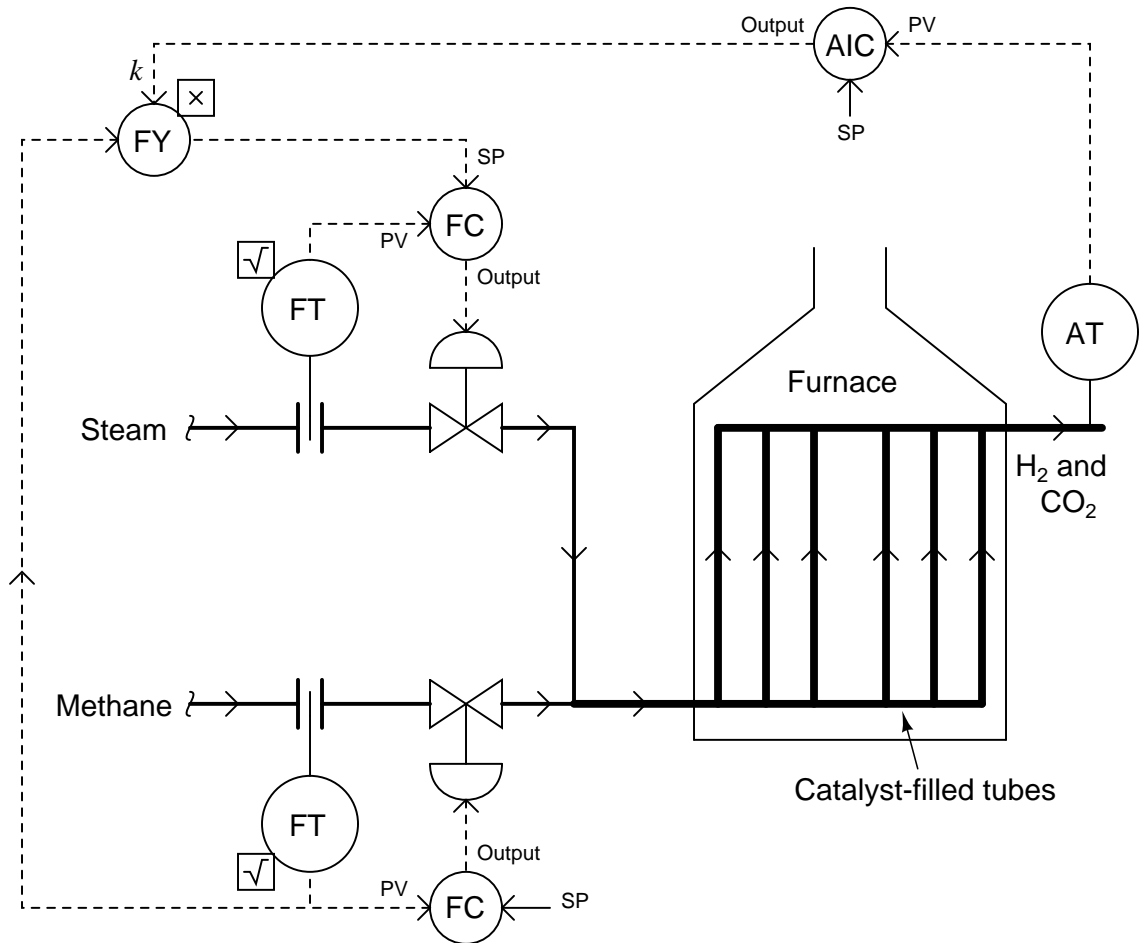 Output
AIC
PV
k
×
FY
SP
SP
FC
PV
√
Output
FT
AT
Furnace
Steam
H₂ and
CO₂
Methane
Catalyst-filled tubes
FT
Output
√
PV
FC
SP